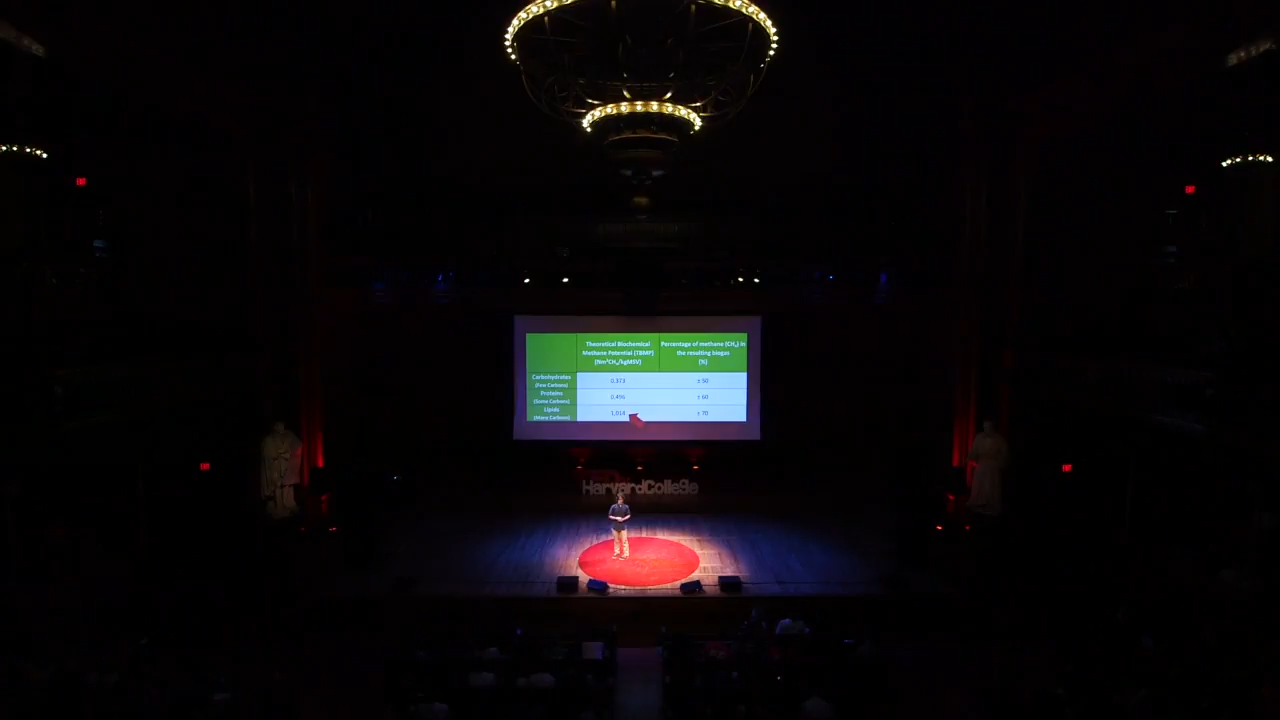 Theoretical Biochemical
Methane Potential (TBMP)
(Nm³CH₄/kgMSV)
Percentage of methane (CH₄) in
the resulting biogas
(%)
Carbohydrates
(Few Carbons)
0,373
± 50
Proteins
(Some Carbons)
0,496
± 60
Lipids
(Many Carbons)
1,014
± 70
HarvardCollege